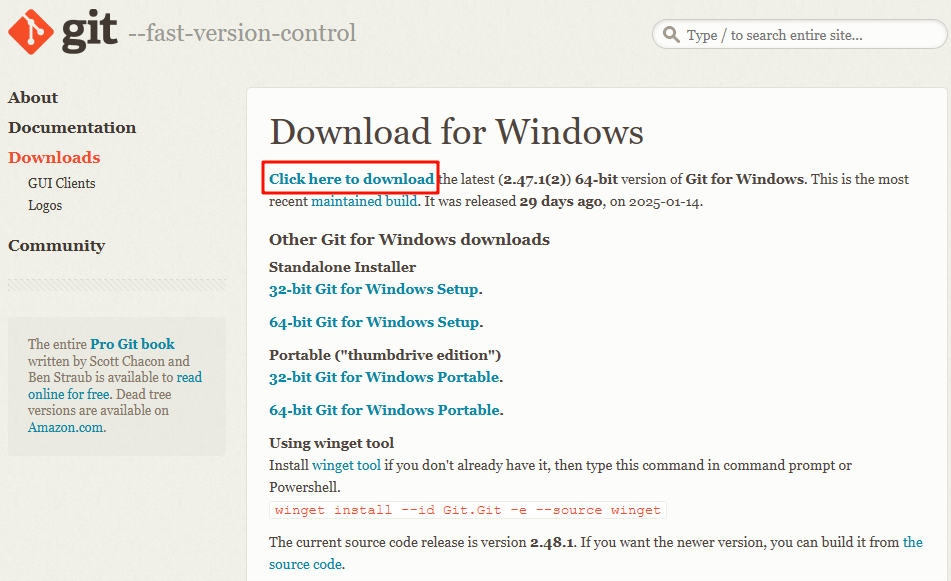 git --fast-version-control
Type / to search entire site...
About
Documentation
Downloads
GUI Clients
Logos
Community
The entire Pro Git book
written by Scott Chacon and
Ben Straub is available to read
online for free. Dead tree
versions are available on
Amazon.com.
Download for Windows
Click here to download the latest (2.47.1(2)) 64-bit version of Git for Windows. This is the most
recent maintained build. It was released 29 days ago, on 2025-01-14.
Other Git for Windows downloads
Standalone Installer
32-bit Git for Windows Setup.
64-bit Git for Windows Setup.
Portable ("thumbdrive edition")
32-bit Git for Windows Portable.
64-bit Git for Windows Portable.
Using winget tool
Install winget tool if you don't already have it, then type this command in command prompt or
Powershell.
winget install --id Git.Git -e --source winget
The current source code release is version 2.48.1. If you want the newer version, you can build it from the
source code.